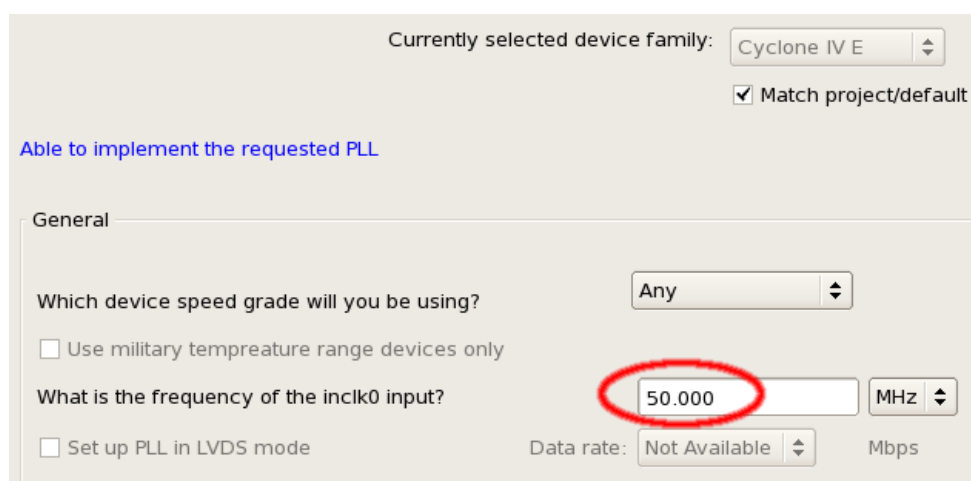 Currently selected device family: Cyclone IV E
Match project/default
Able to implement the requested PLL
General
Which device speed grade will you be using? Any
Use military tempreature range devices only
What is the frequency of the inclk0 input? 50.000 MHz
Set up PLL in LVDS mode Data rate: Not Available Mbps